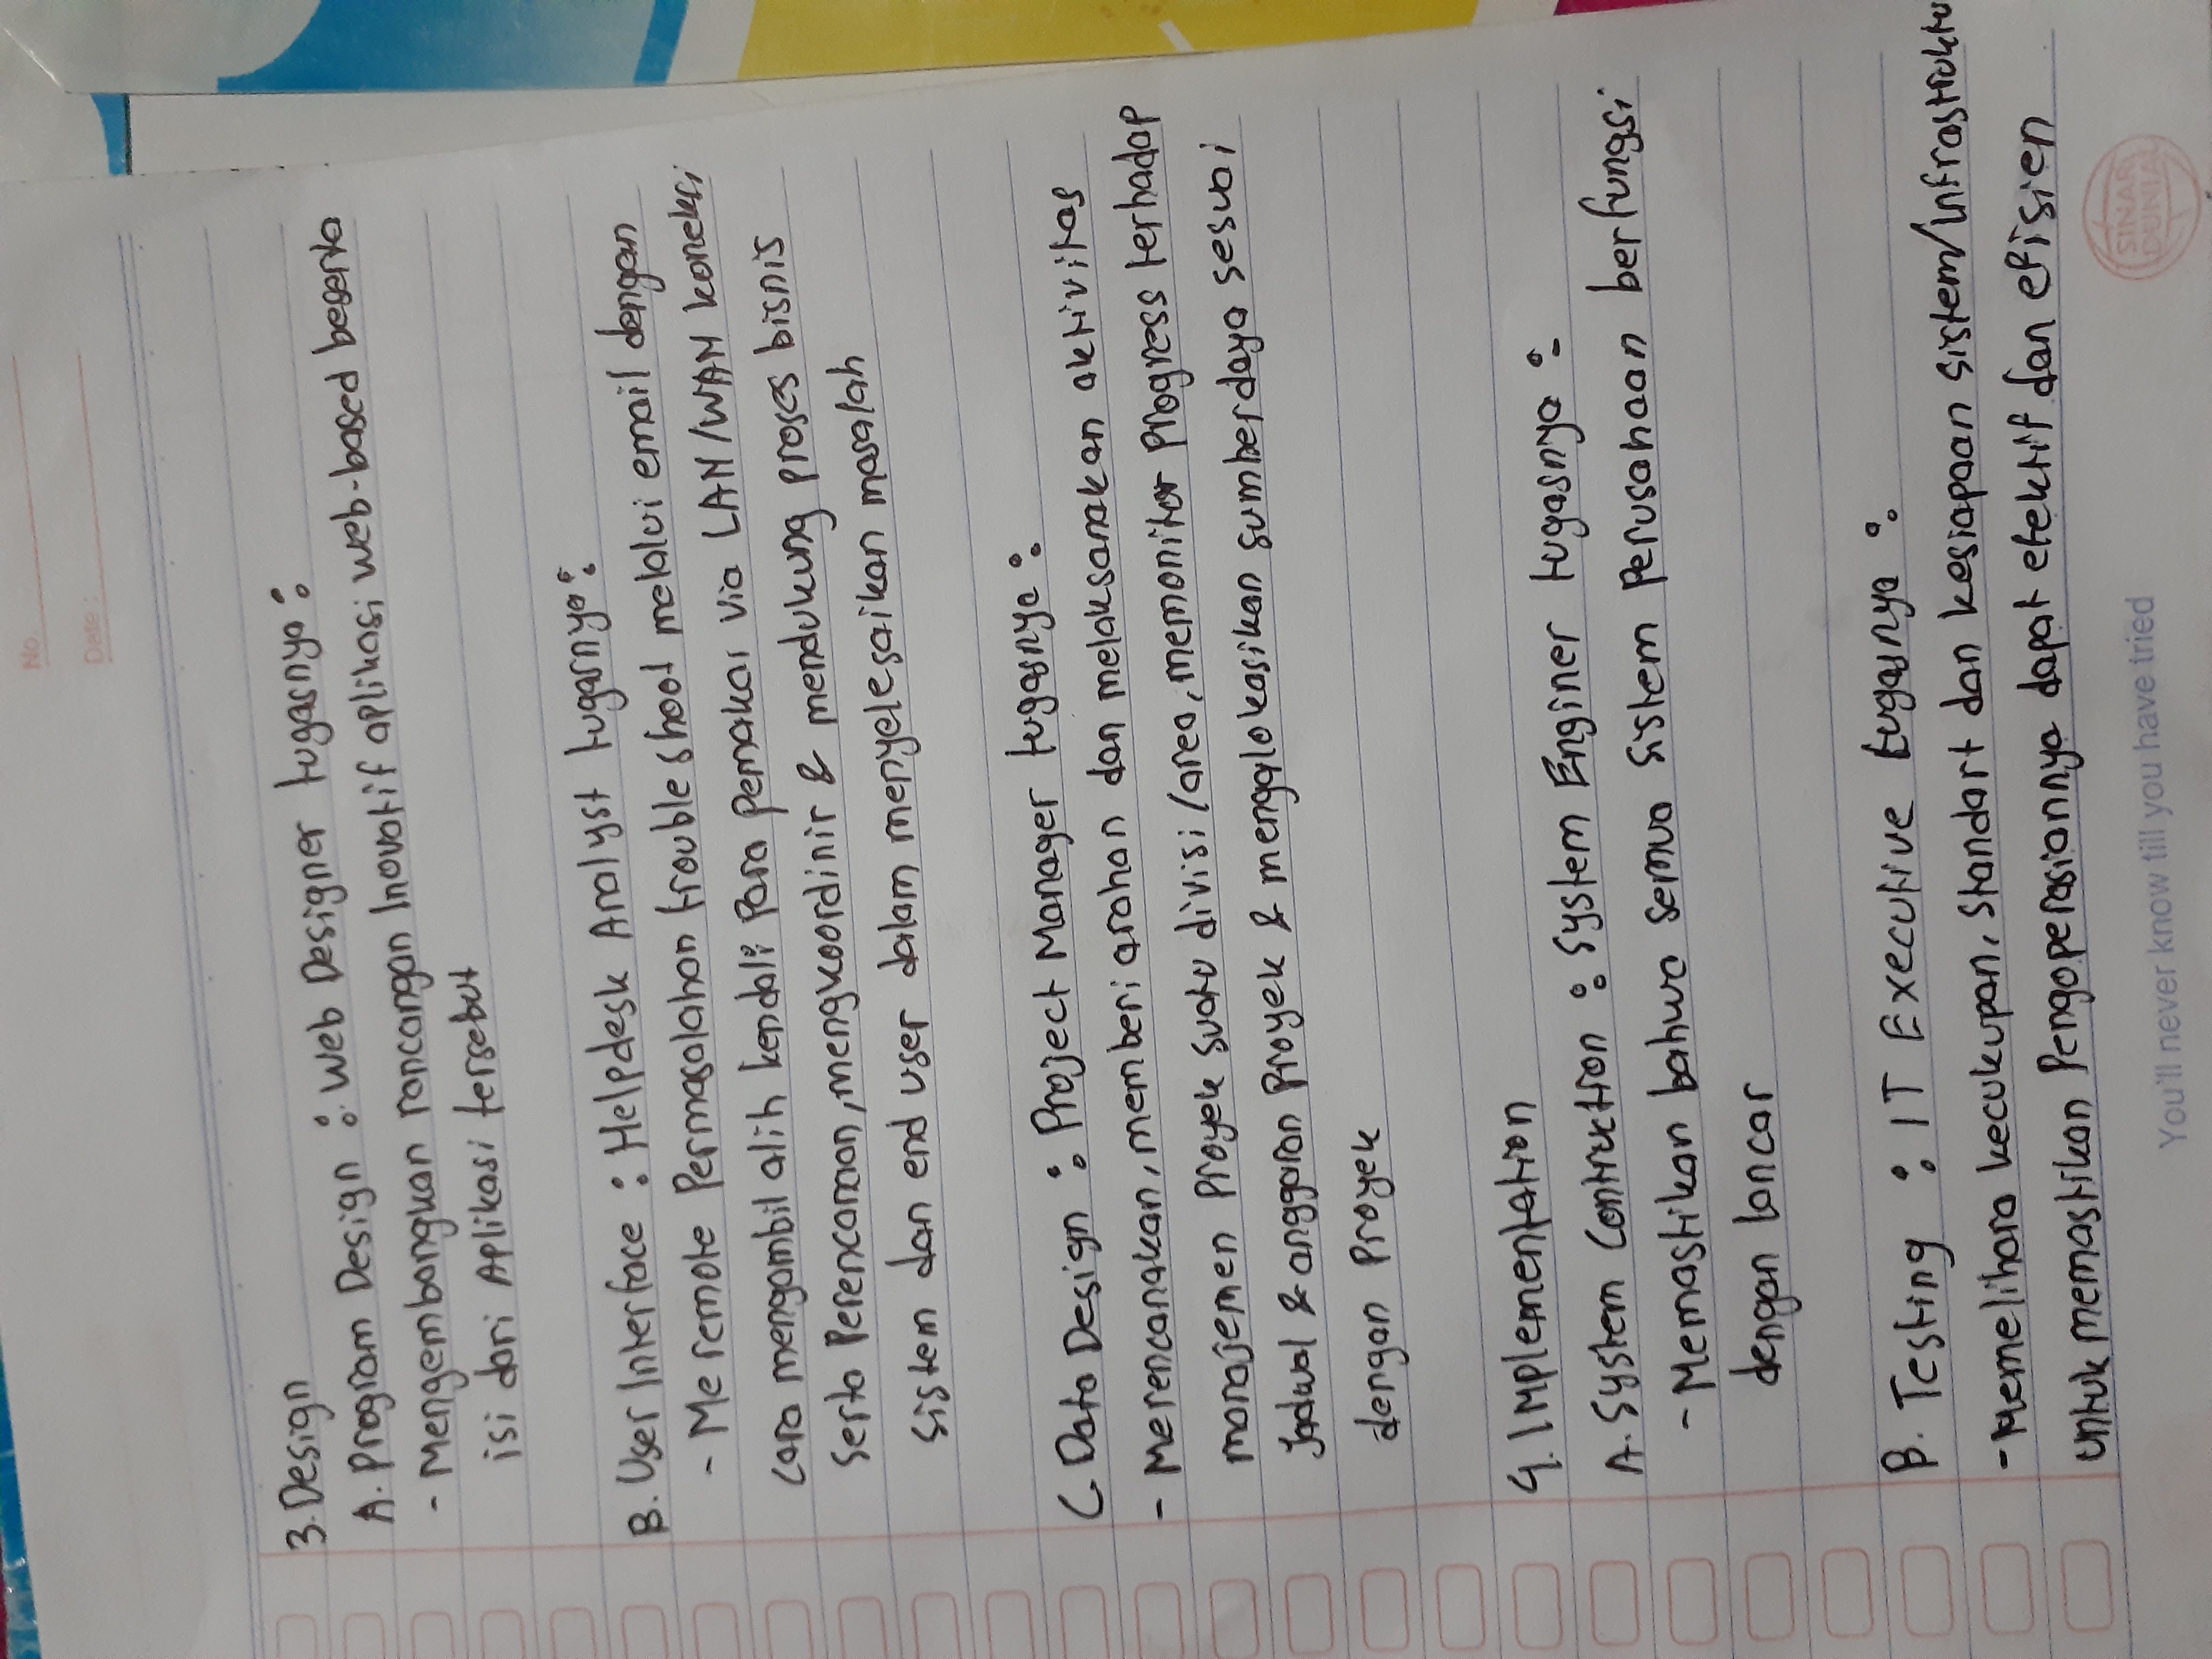 No.
Date :
3. Design
A. Program Design : Web Designer tugasnya :
- Mengembangkan rancangan Inovatif aplikasi web-based beserta
isi dari Aplikasi tersebut
B. User Interface : Helpdesk Analyst tugasnya :
- Me remote Permasalahan troubleshoot melalui email dengan
cara mengambil alih kendali para pemakai via LAN/WAN koneksi
serta Perencanaan, mengkoordinir & mendukung proses bisnis
sistem dan end user dalam menyelesaikan masalah
C. Data Design : Project Manager tugasnya :
- Merencanakan, memberi arahan dan melaksanakan aktivitas
manajemen Proyek suatu divisi/area, memonitor Progress terhadap
Jadwal & anggaran Proyek & mengalokasikan sumberdaya sesuai
dengan Proyek
4. Implementation
A. System Contruction : System Enginer tugasnya :
- Memastikan bahwa semua sistem Perusahaan berfungsi
dengan lancar
B. Testing : IT Executive tugasnya :
- Memelihara kecukupan, Standart dan kesiapaan sistem/Infrastruktu
untuk memastikan Pengoperasiannya dapat efektif dan efisien
You'll never know till you have tried
SINAR
DUNIA